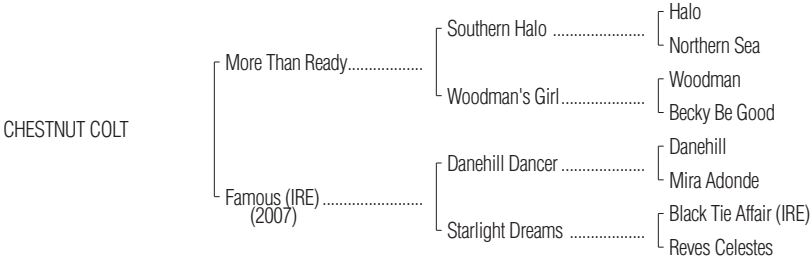 Halo
Southern Halo .......................
Northern Sea
More Than Ready...................
Woodman
Woodman's Girl.....................
Becky Be Good
CHESTNUT COLT
Danehill
Danehill Dancer .....................
Mira Adonde
Famous (IRE) .........................
(2007)
Black Tie Affair (IRE)
Starlight Dreams ...................
Reves Celestes